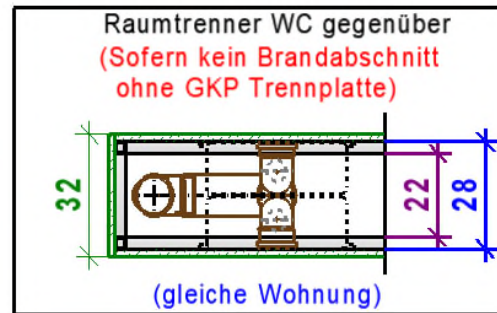 Raumtrenner WC gegenüber
(Sofern kein Brandabschnitt
ohne GKP Trennplatte)
32
22
28
(gleiche Wohnung)